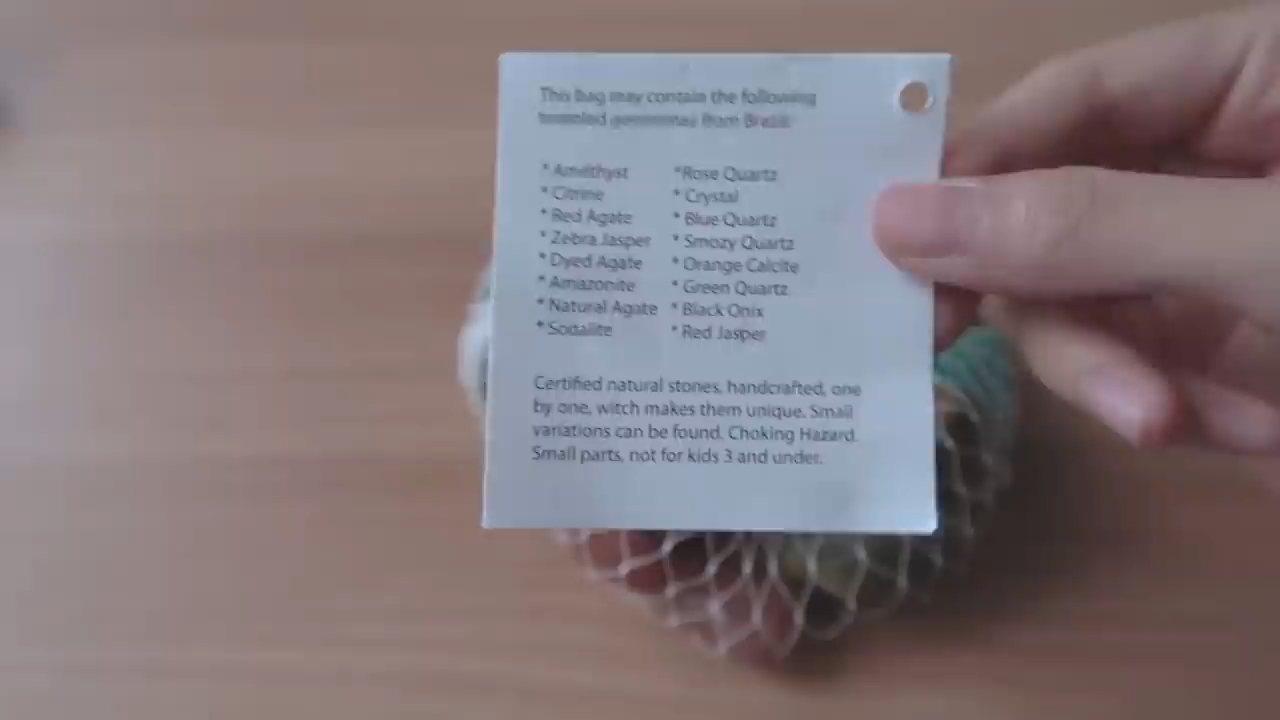 This Bag may contain the following
tumbled gemstones from Brazil:
* Amethyst
* Citrine
* Red Agate
* Zebra Jasper
* Dyed Agate
* Amazonite
* Natural Agate
* Sodalite
*Rose Quartz
* Crystal
* Blue Quartz
* Smozy Quartz
* Orange Calcite
* Green Quartz
* Black Onix
* Red Jasper
Certified natural stones, handcrafted, one
by one, witch makes them unique. Small
variations can be found. Choking Hazard.
Small parts, not for kids 3 and under.